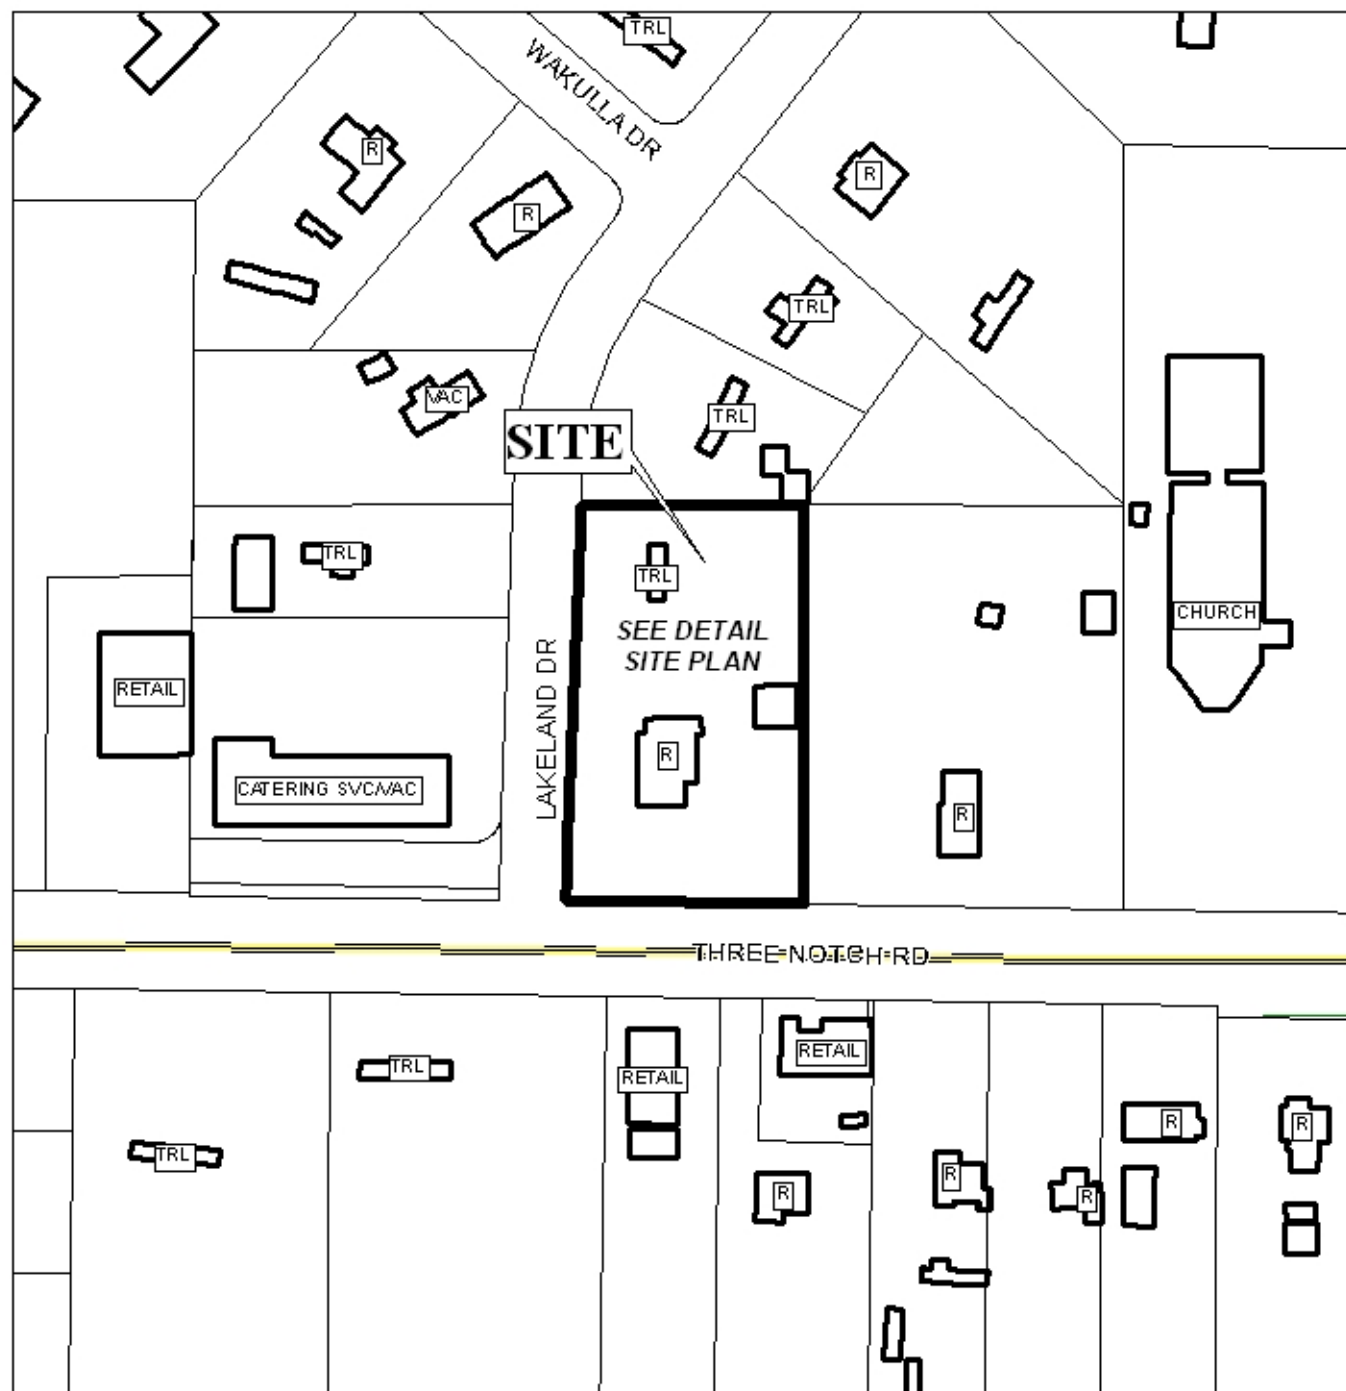 TRL
WAKULLA DR
R
R
R
TRL
VAC
TRL
SITE
TRL
TRL
CHURCH
SEE DETAIL
SITE PLAN
LAKELAND DR
RETAIL
R
CATERING SVC/VAC
R
THREE NOTCH RD
RETAIL
TRL
RETAIL
R
R
TRL
R
R
R